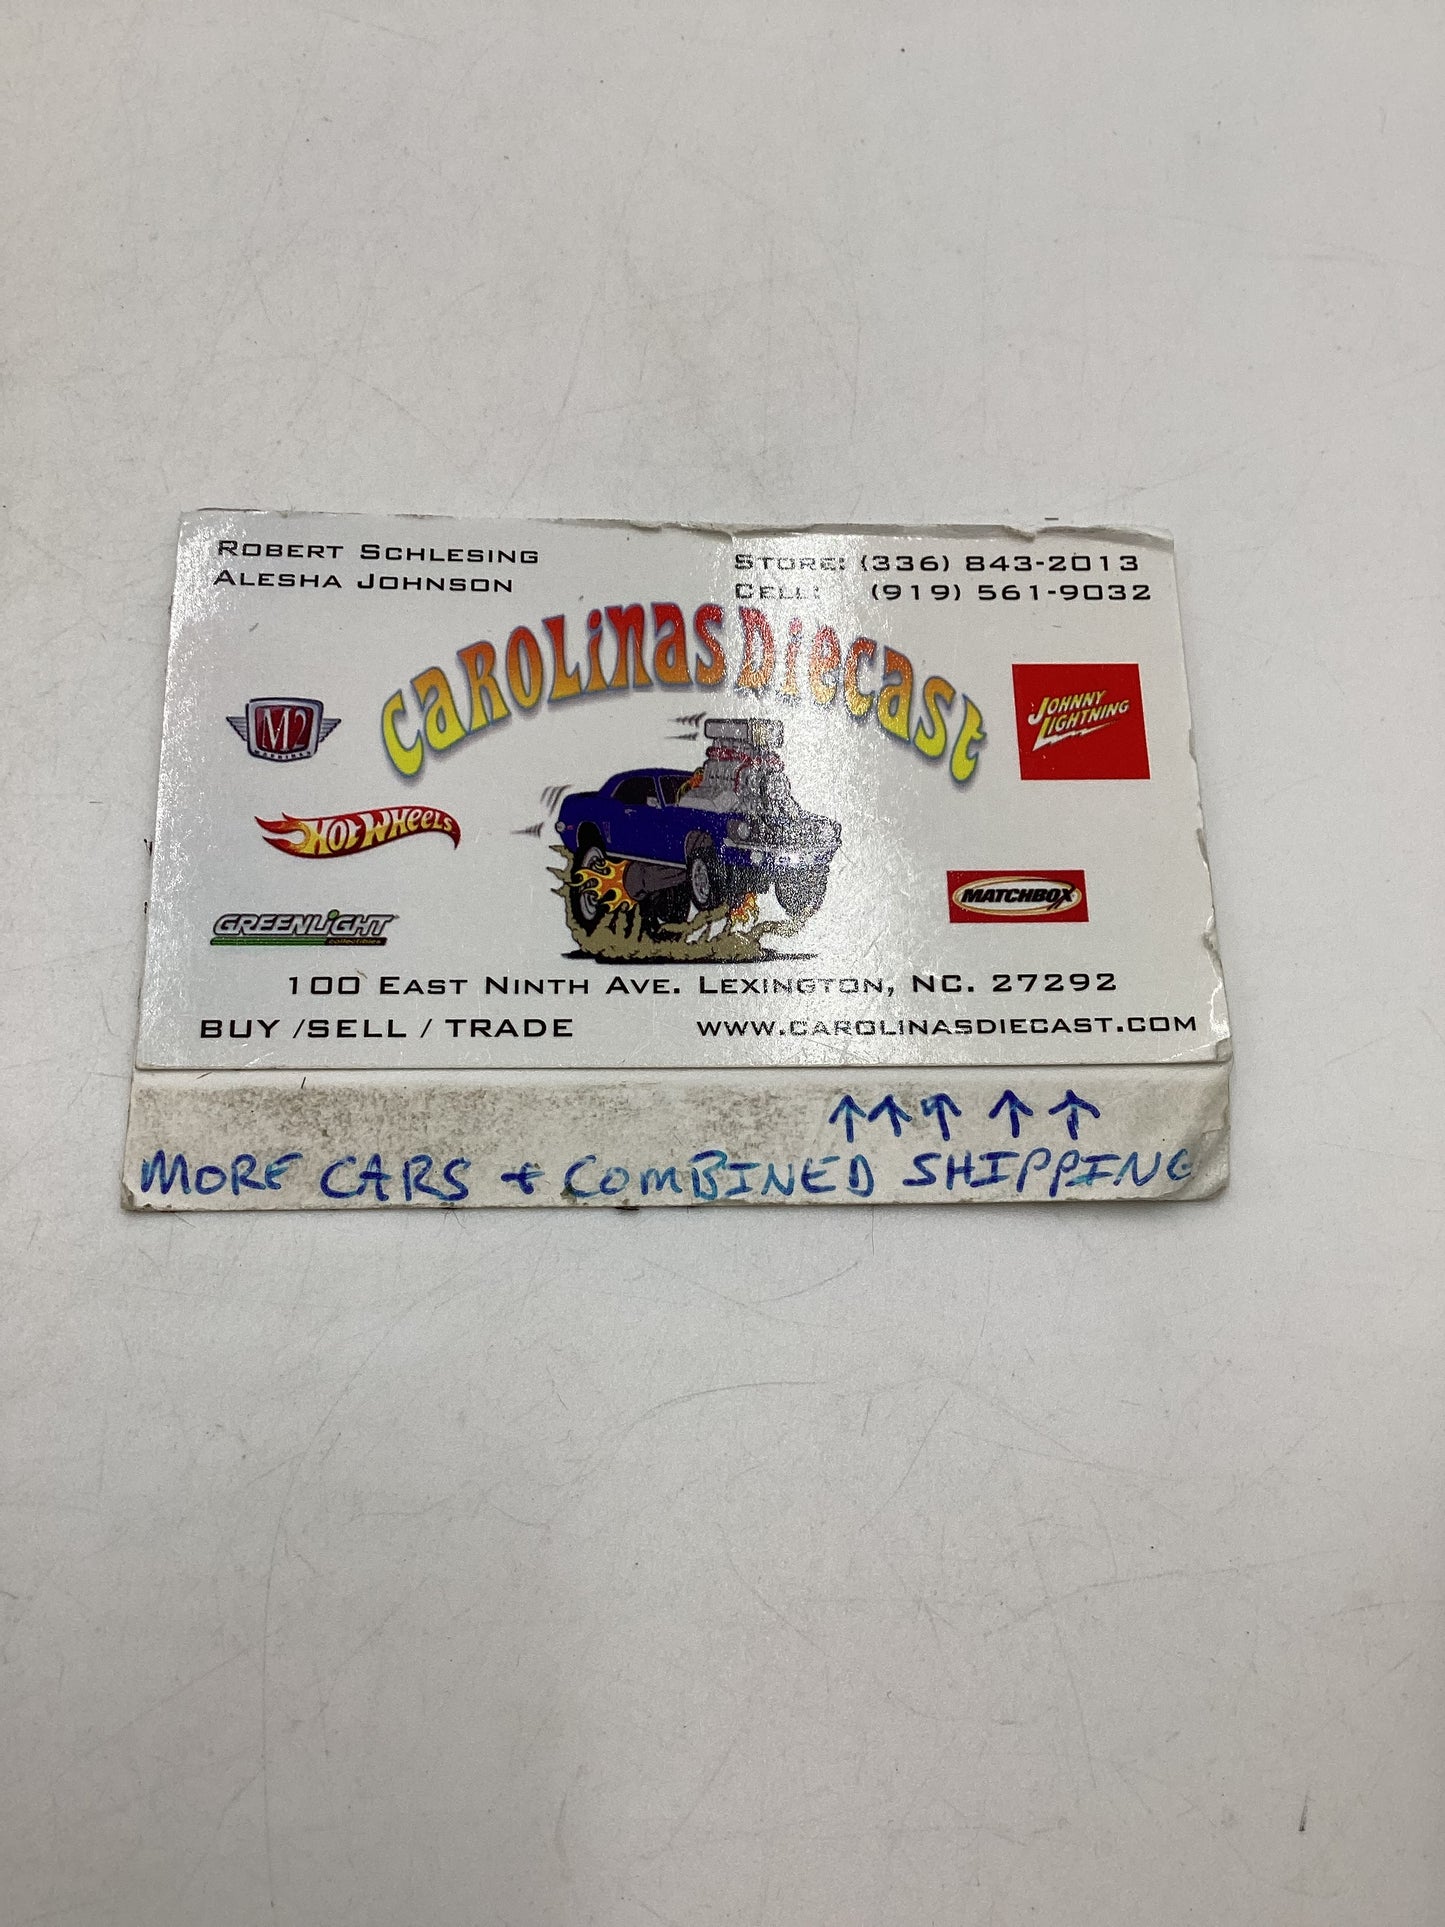 ROBERT SCHLESING
ALESHA JOHNSON
STORE: (336) 843-2013
CELL: (919) 561-9032
CAROLINAS DIECAST
M2
MACHINES
JOHNNY
LIGHTNING
HOT WHEELS
MATCHBOX
GREENLIGHT
collectibles
100 EAST NINTH AVE. LEXINGTON, NC. 27292
BUY /SELL / TRADE
WWW.CAROLINASDIECAST.COM
↑ ↑ ↑ ↑ ↑
MORE CARS + COMBINED SHIPPING